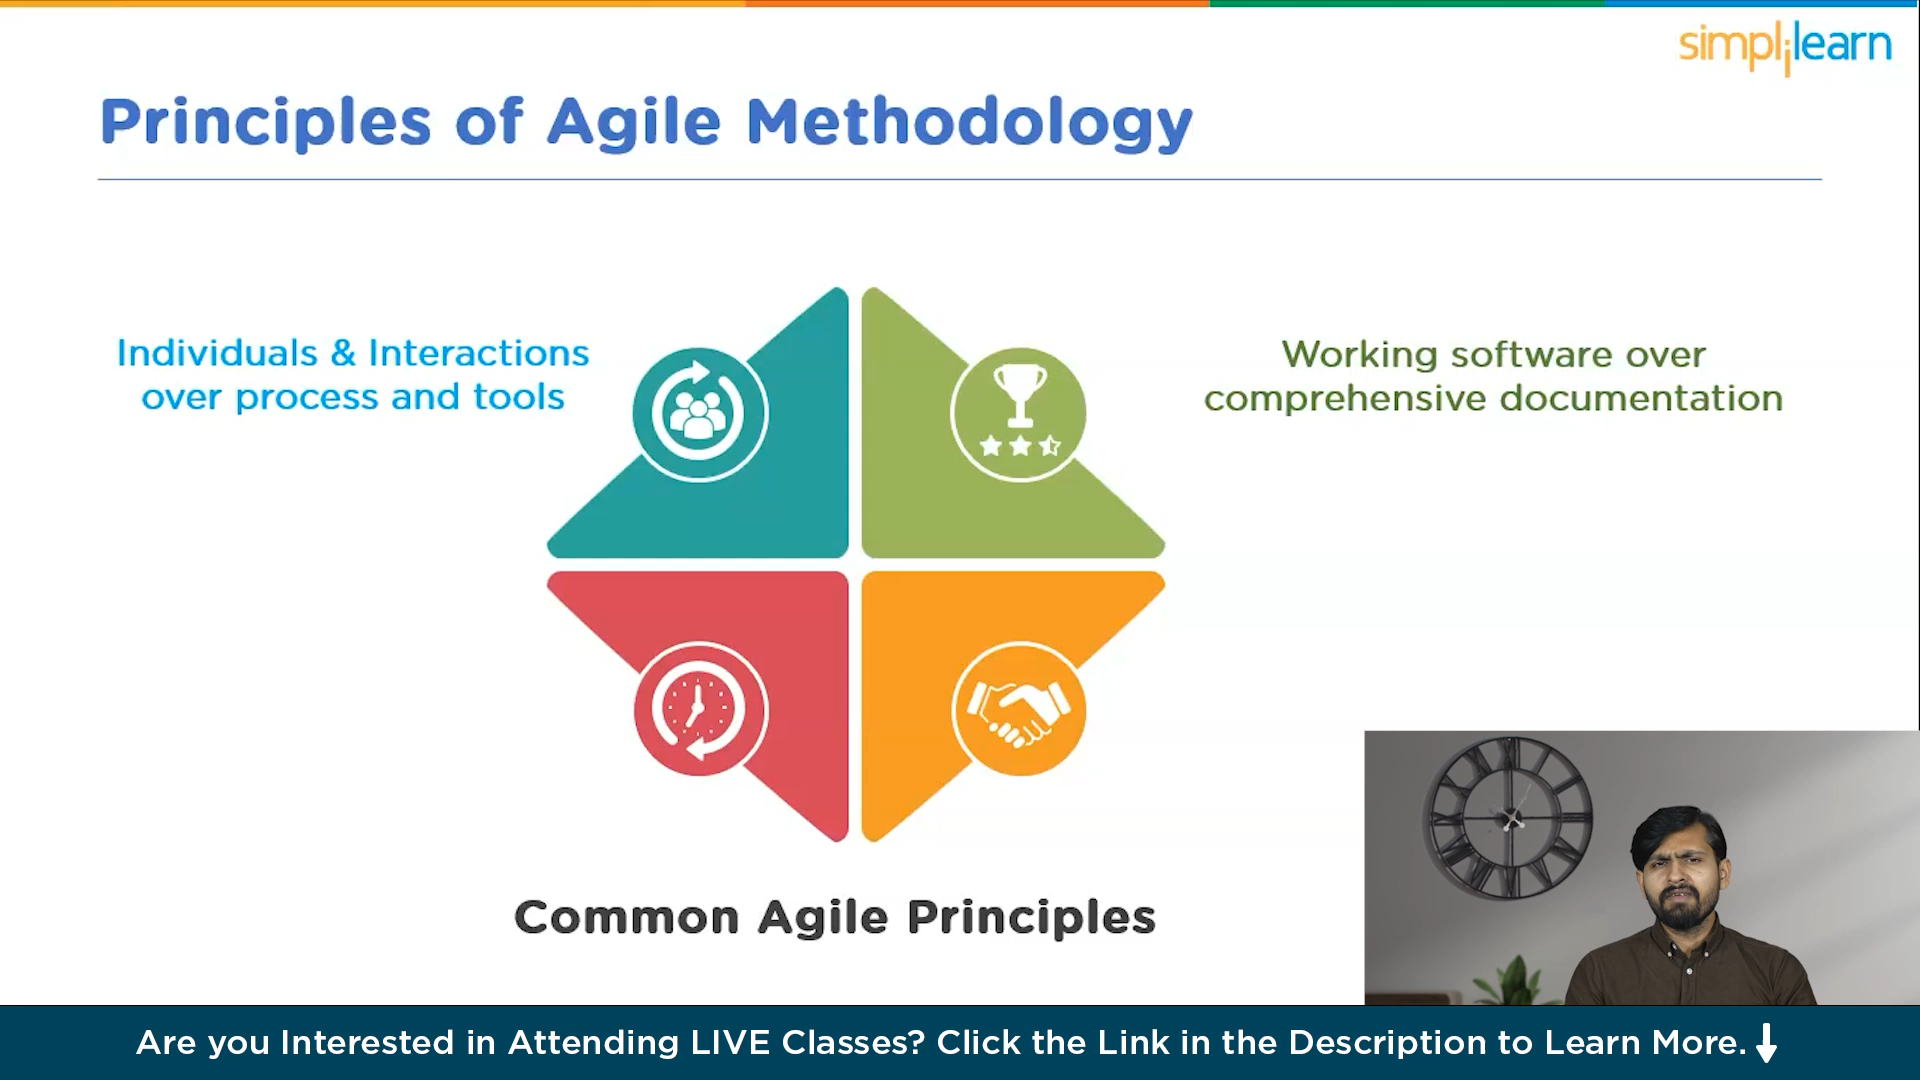 simplilearn
Principles of Agile Methodology
Individuals & Interactions
over process and tools
Working software over
comprehensive documentation
Common Agile Principles
Are you Interested in Attending LIVE Classes? Click the Link in the Description to Learn More.